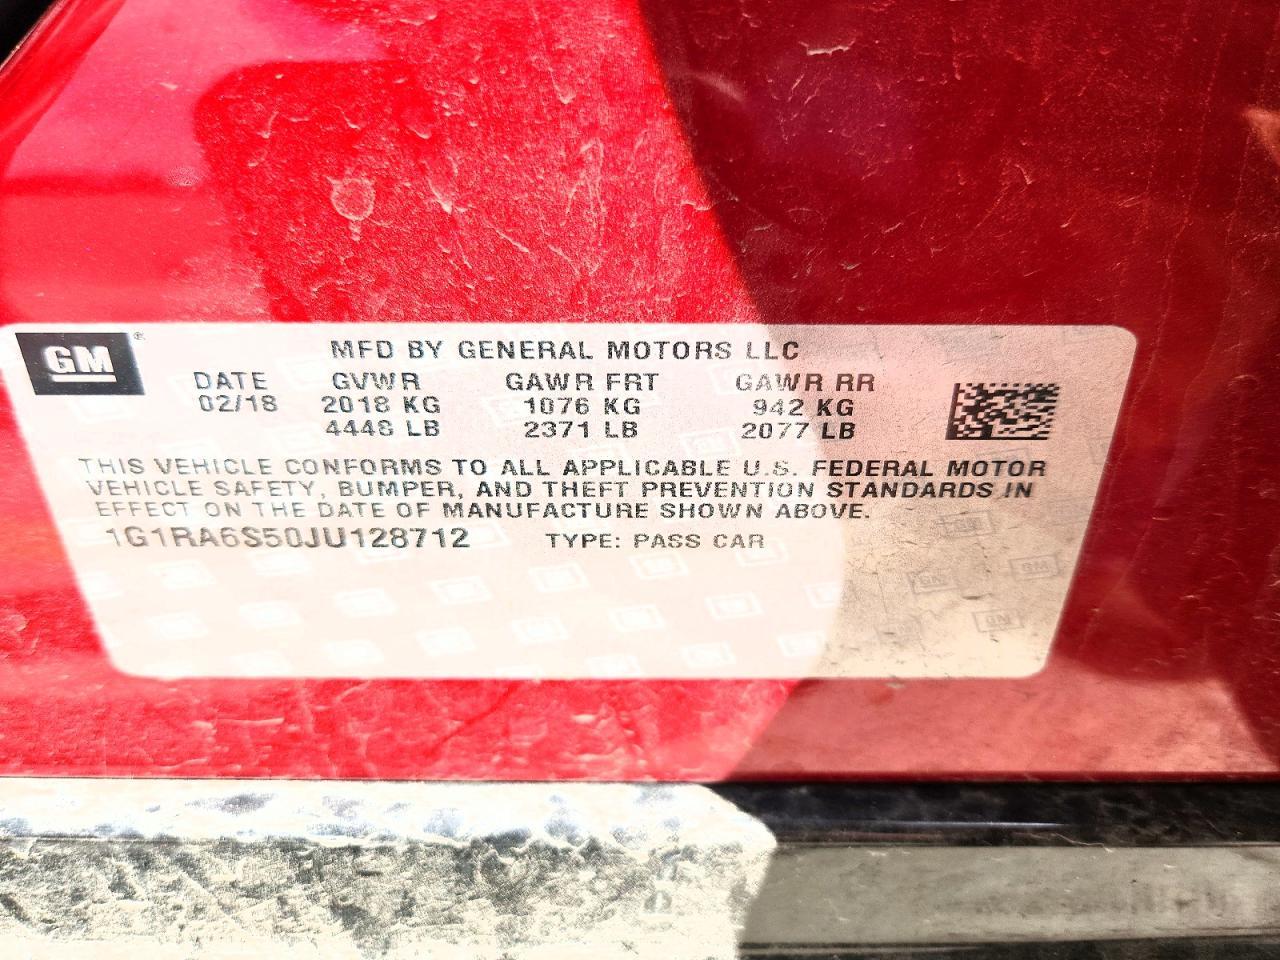 GM ®
MFD BY GENERAL MOTORS LLC
DATE GVWR GAWR FRT GAWR RR
02/18 2018 KG 1076 KG 942 KG
4448 LB 2371 LB 2077 LB
THIS VEHICLE CONFORMS TO ALL APPLICABLE U.S. FEDERAL MOTOR
VEHICLE SAFETY, BUMPER, AND THEFT PREVENTION STANDARDS IN
EFFECT ON THE DATE OF MANUFACTURE SHOWN ABOVE.
1G1RA6S50JU128712 TYPE: PASS CAR